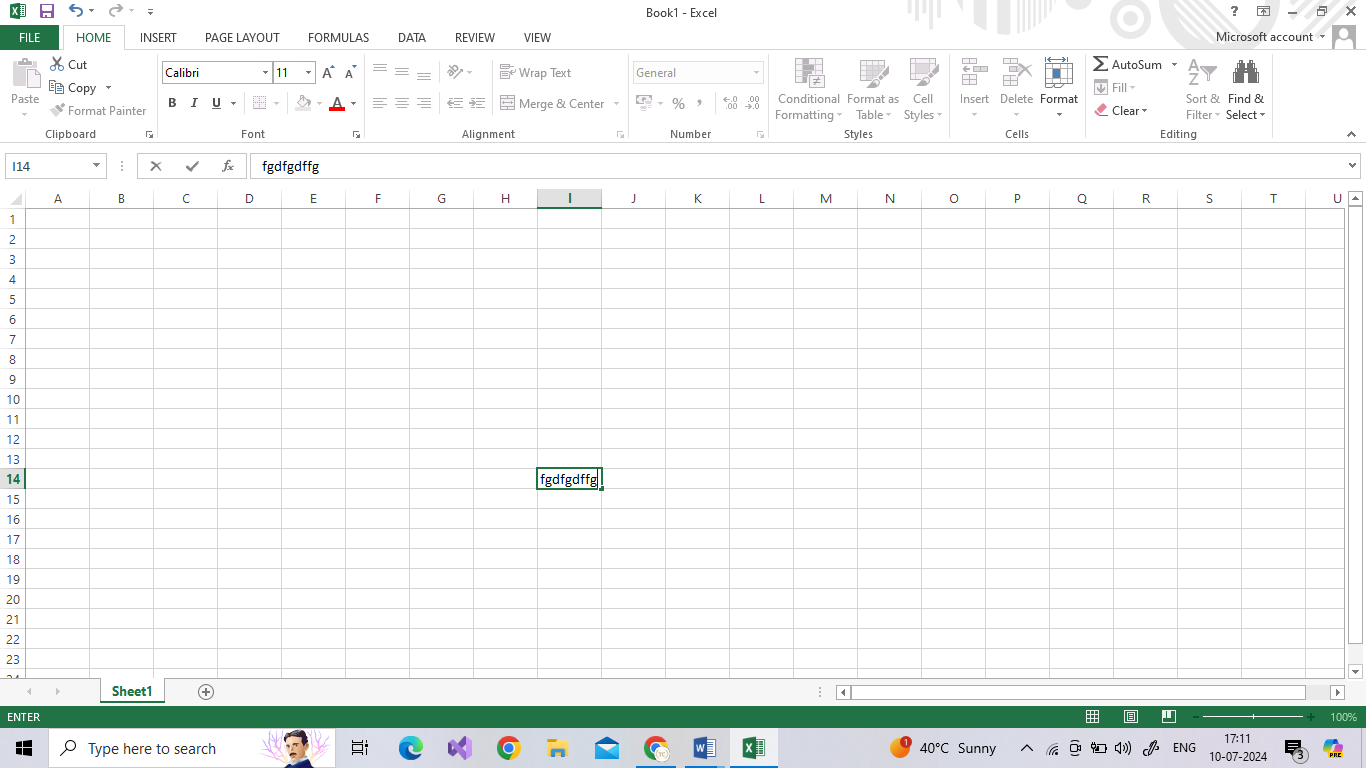 Book1 - Excel
FILE HOME INSERT PAGE LAYOUT FORMULAS DATA REVIEW VIEW Microsoft account
Paste
Cut
Copy
Format Painter
Clipboard
Calibri 11
B I U A
Font
Wrap Text
Merge & Center
Alignment
General
%
Number
Conditional Formatting
Format as Table
Cell Styles
Styles
Insert Delete Format
Cells
AutoSum
Fill
Clear
Sort & Filter
Find & Select
Editing
I14 fx fgdfgdffg
A B C D E F G H I J K L M N O P Q R S T U
1
2
3
4
5
6
7
8
9
10
11
12
13
14 fgdfgdffg
15
16
17
18
19
20
21
22
23
24
Sheet1
ENTER 100%
Type here to search
40°C Sunny ENG 17:11
10-07-2024